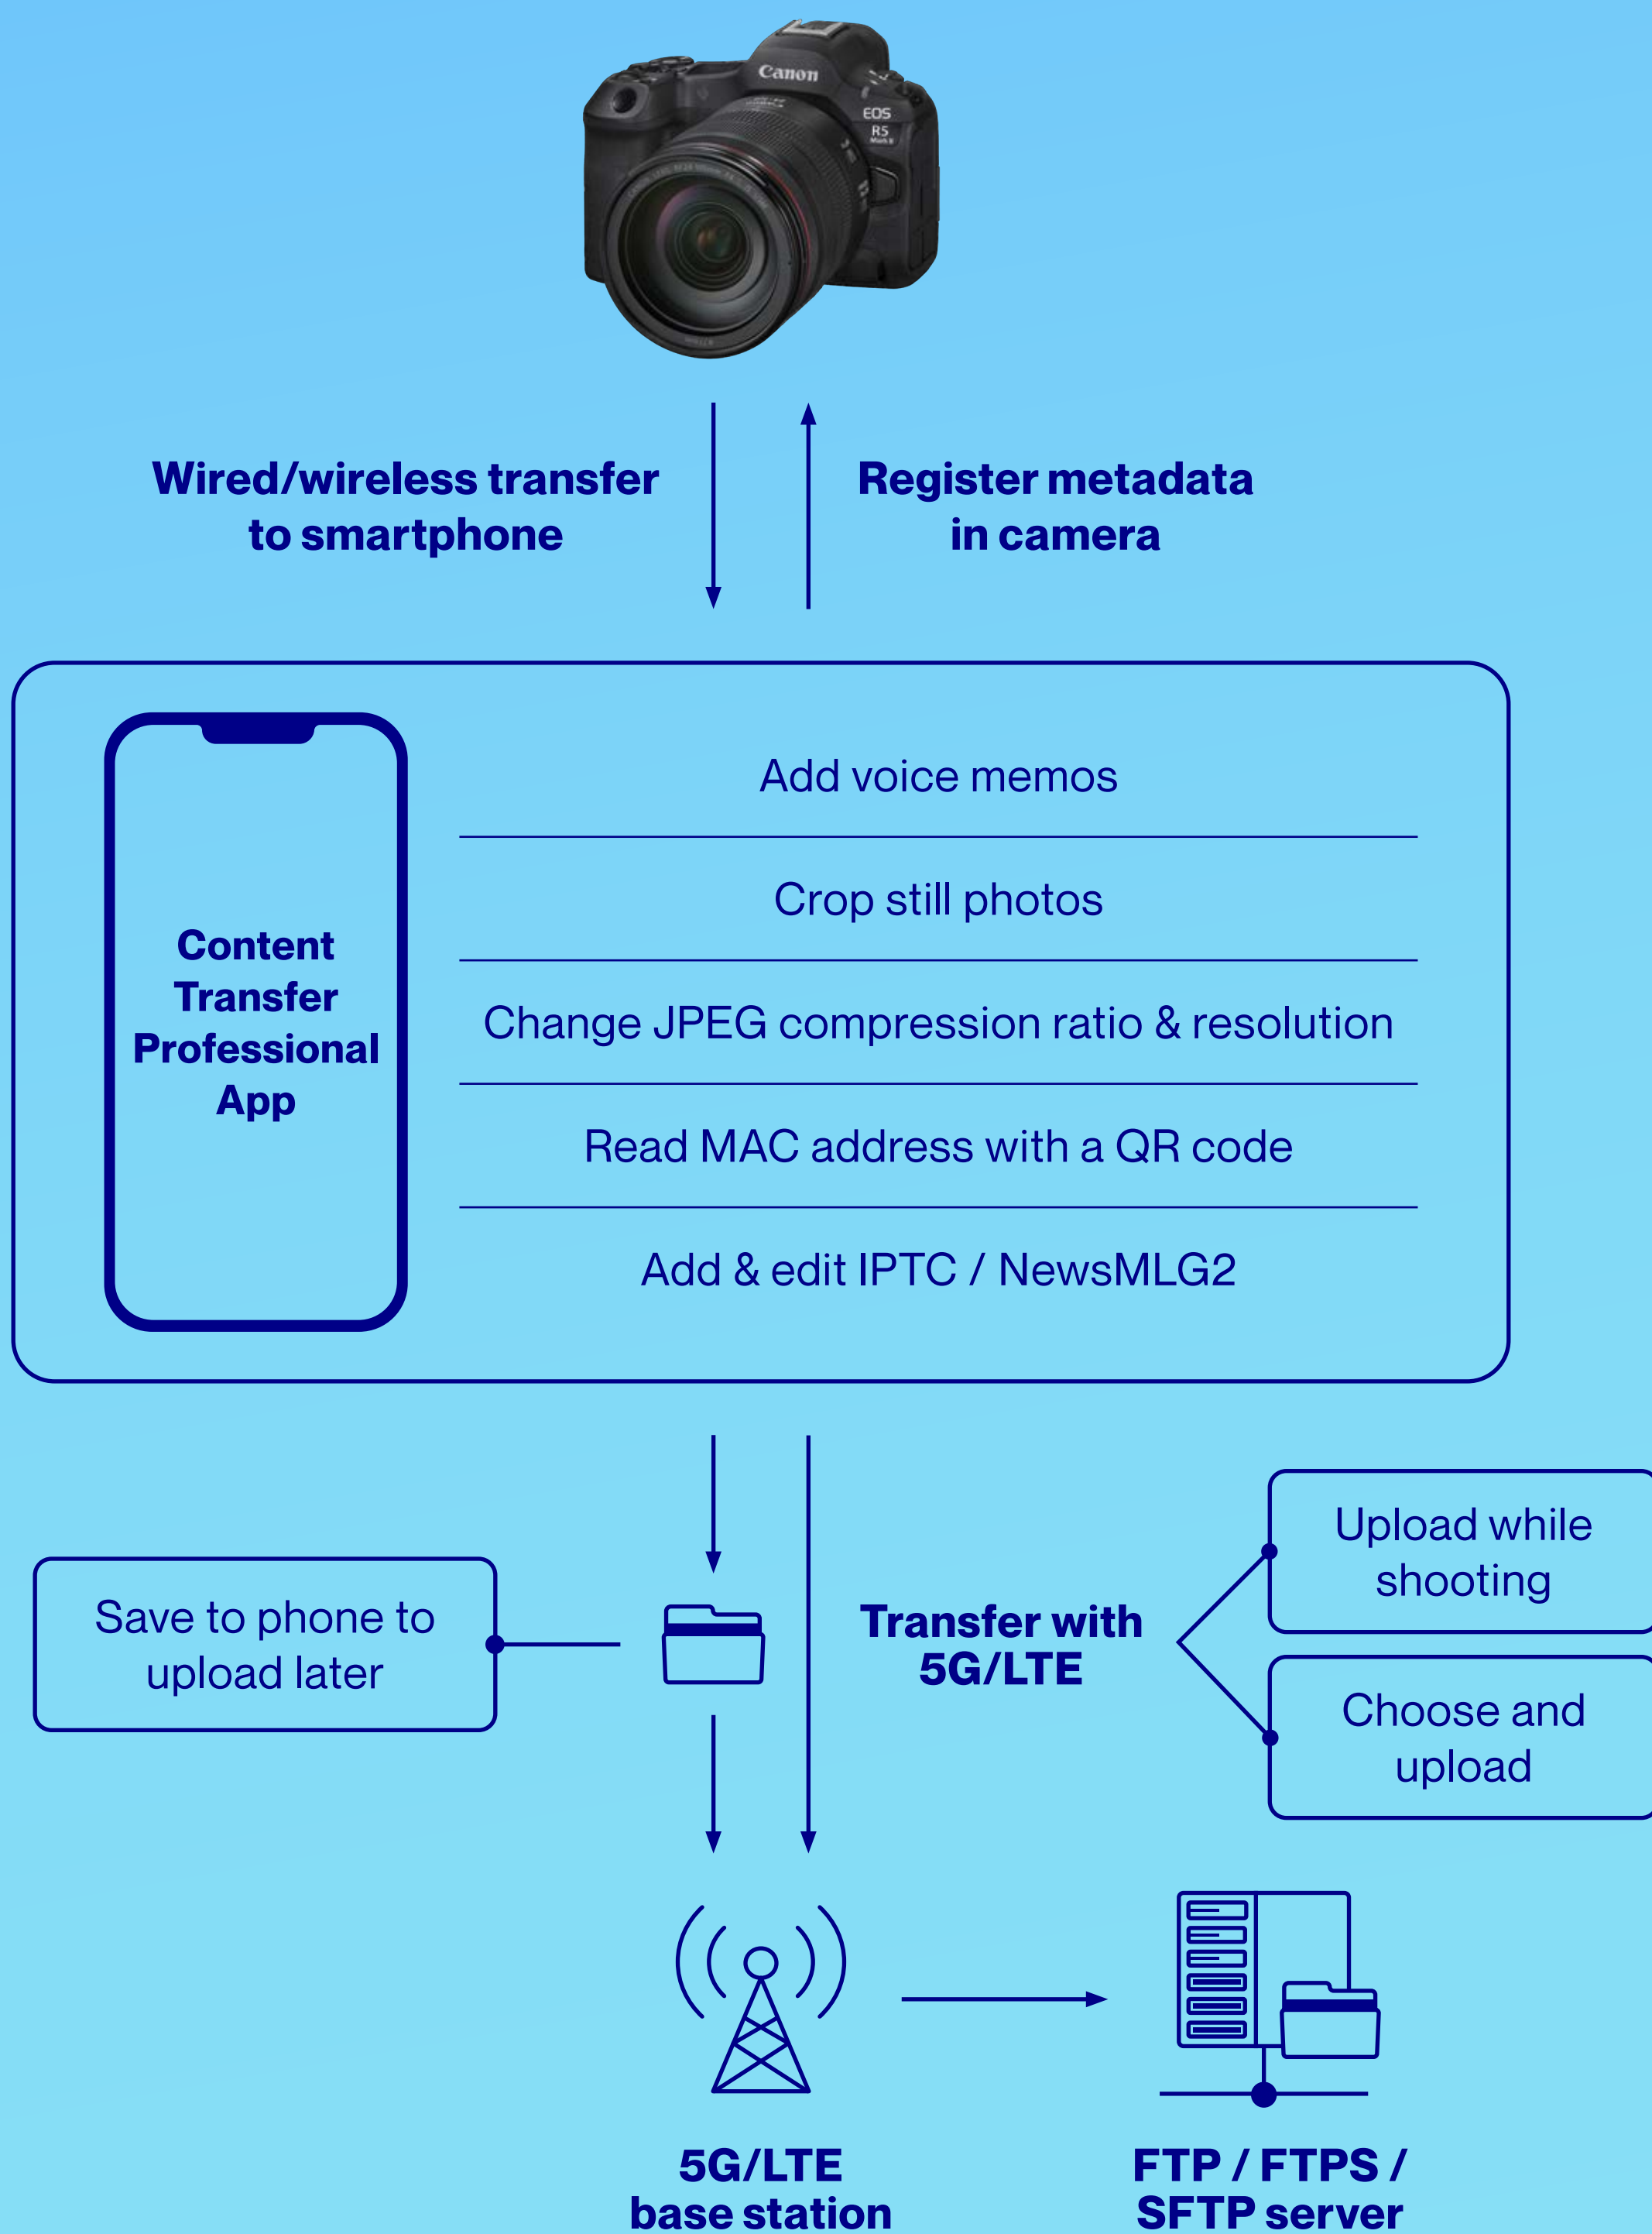 Canon
EOS
R5
Mark II
Wired/wireless transfer
to smartphone
Register metadata
in camera
Content
Transfer
Professional
App
Add voice memos
Crop still photos
Change JPEG compression ratio & resolution
Read MAC address with a QR code
Add & edit IPTC / NewsMLG2
Save to phone to
upload later
Transfer with
5G/LTE
Upload while
shooting
Choose and
upload
5G/LTE
base station
FTP / FTPS /
SFTP server